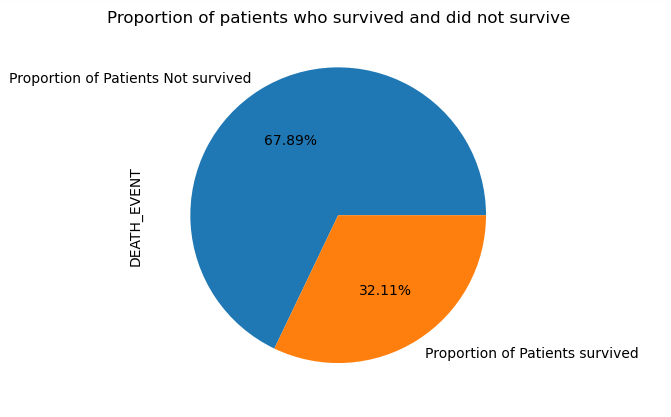 Proportion of patients who survived and did not survive
Proportion of Patients Not survived
67.89%
DEATH_EVENT
32.11%
Proportion of Patients survived